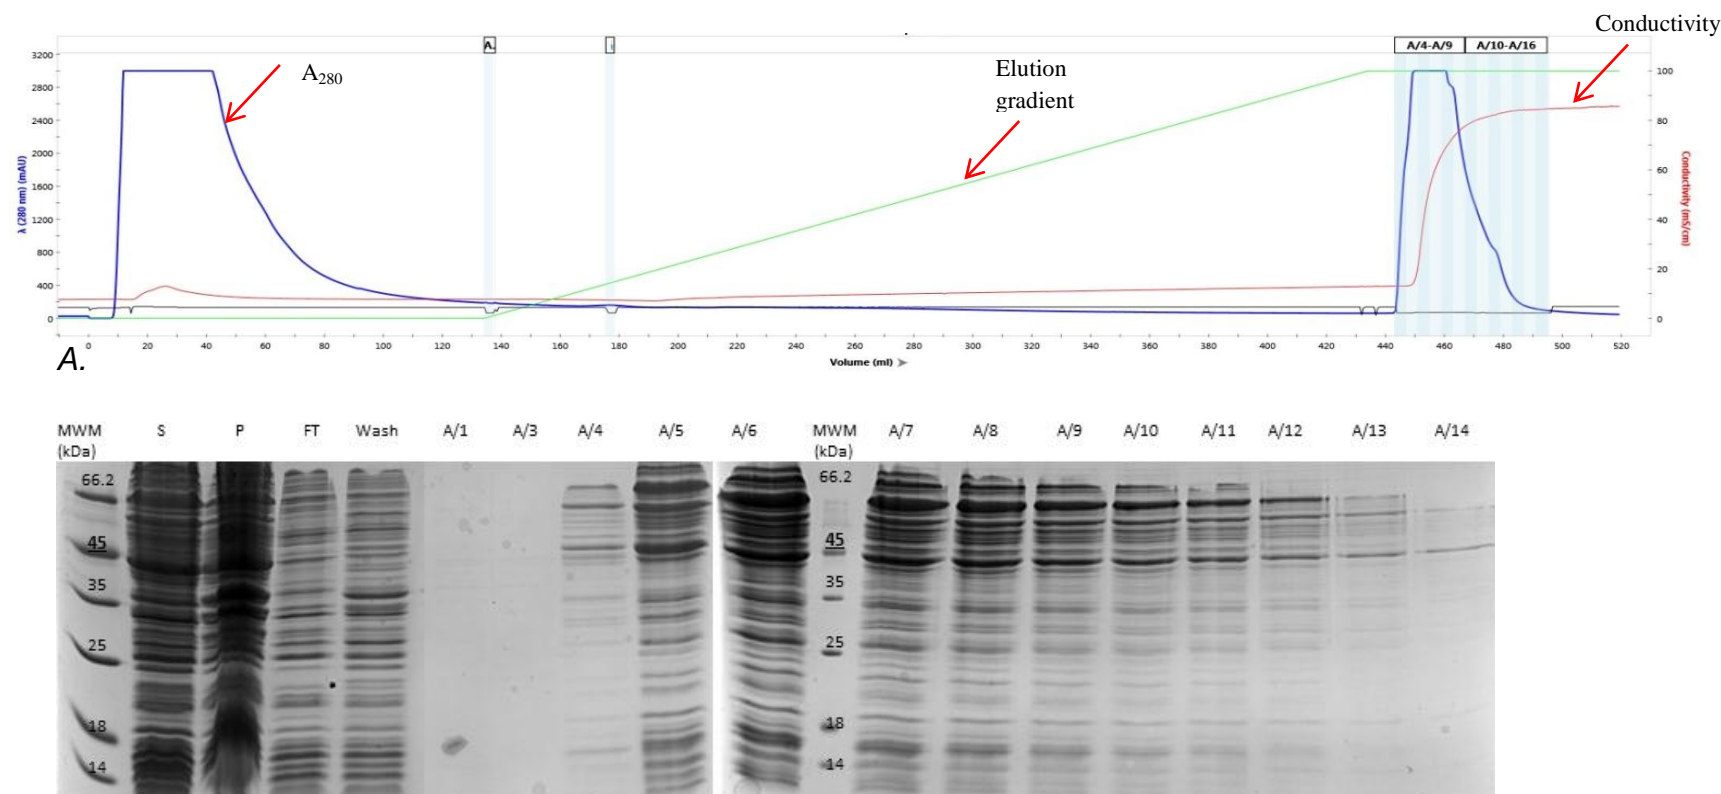 Conductivity
A.
i
A/4-A/9
A/10-A/16
A280
Elution
gradient
3200
2800
2400
2000
1600
1200
800
400
0
λ (280 nm) (mAU)
100
80
60
40
20
0
Conductivity (mS/cm)
0 20 40 60 80 100 120 140 160 180 200 220 240 260 280 300 320 340 360 380 400 420 440 460 480 500 520
Volume (ml)
A.
MWM S P FT Wash A/1 A/3 A/4 A/5 A/6 MWM A/7 A/8 A/9 A/10 A/11 A/12 A/13 A/14
(kDa) (kDa)
66.2 66.2
45 45
35 35
25 25
18 18
14 14